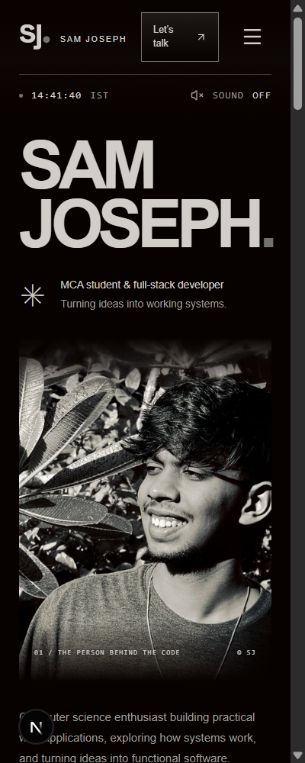 SJ.
SAM JOSEPH
Let's
talk
14:41:40 IST
SOUND OFF
SAM
JOSEPH.
MCA student & full-stack developer
Turning ideas into working systems.
01 / THE PERSON BEHIND THE CODE
© SJ
uter science enthusiast building practical
N
applications, exploring how systems work,
and turning ideas into functional software.